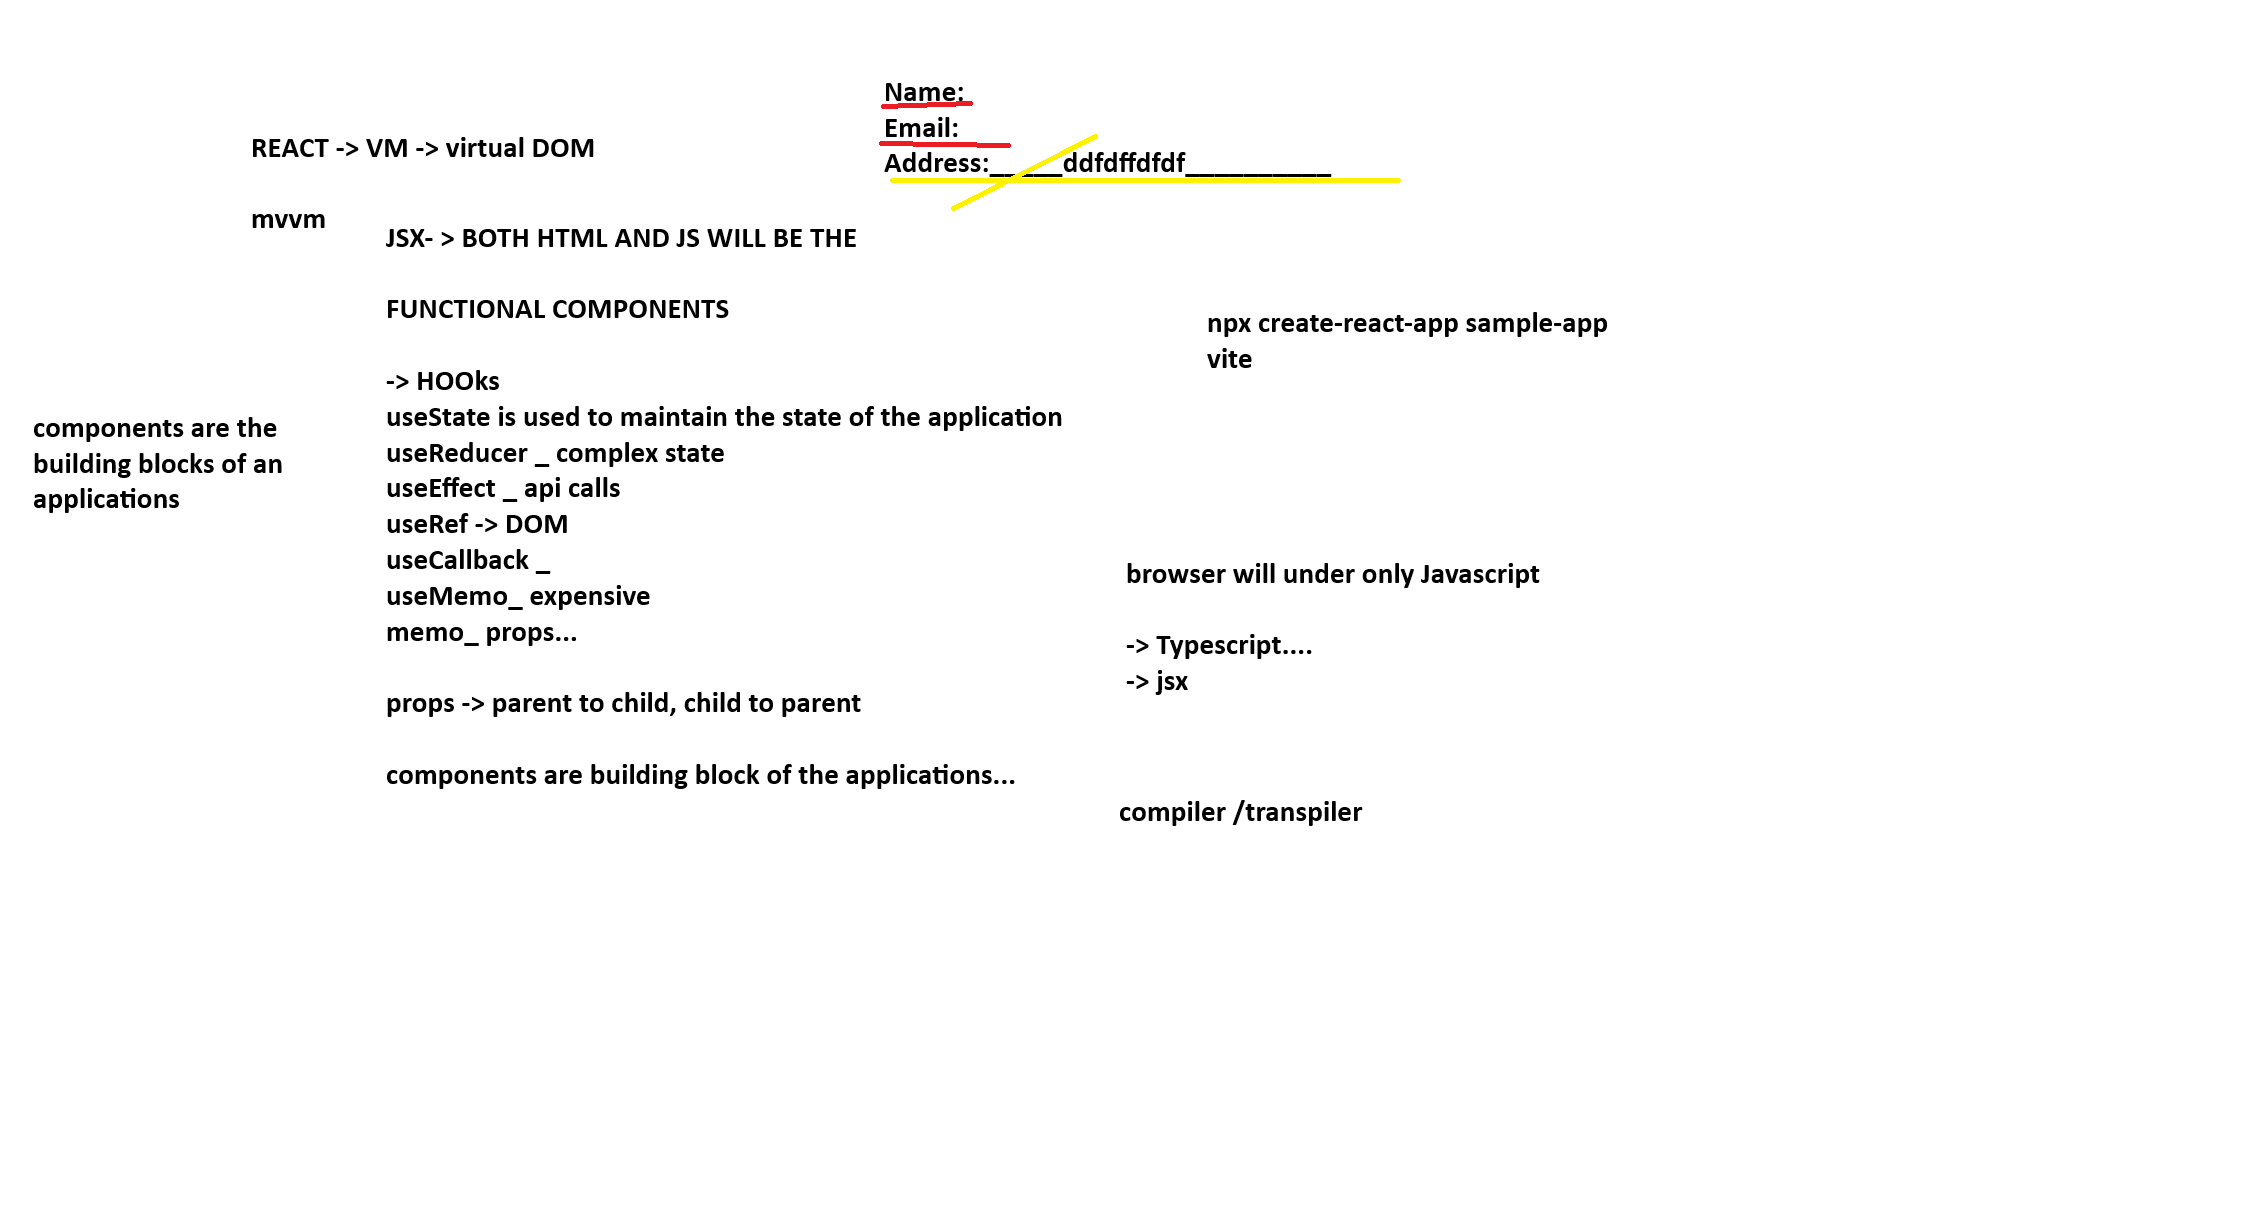 Name:
Email:
Address:_____ddfdffdfdf__________
REACT -> VM -> virtual DOM
mvvm
JSX- > BOTH HTML AND JS WILL BE THE
FUNCTIONAL COMPONENTS
-> HOOks
useState is used to maintain the state of the application
useReducer _ complex state
useEffect _ api calls
useRef -> DOM
useCallback _
useMemo_ expensive
memo_ props...
props -> parent to child, child to parent
components are building block of the applications...
components are the
building blocks of an
applications
npx create-react-app sample-app
vite
browser will under only Javascript
-> Typescript....
-> jsx
compiler /transpiler